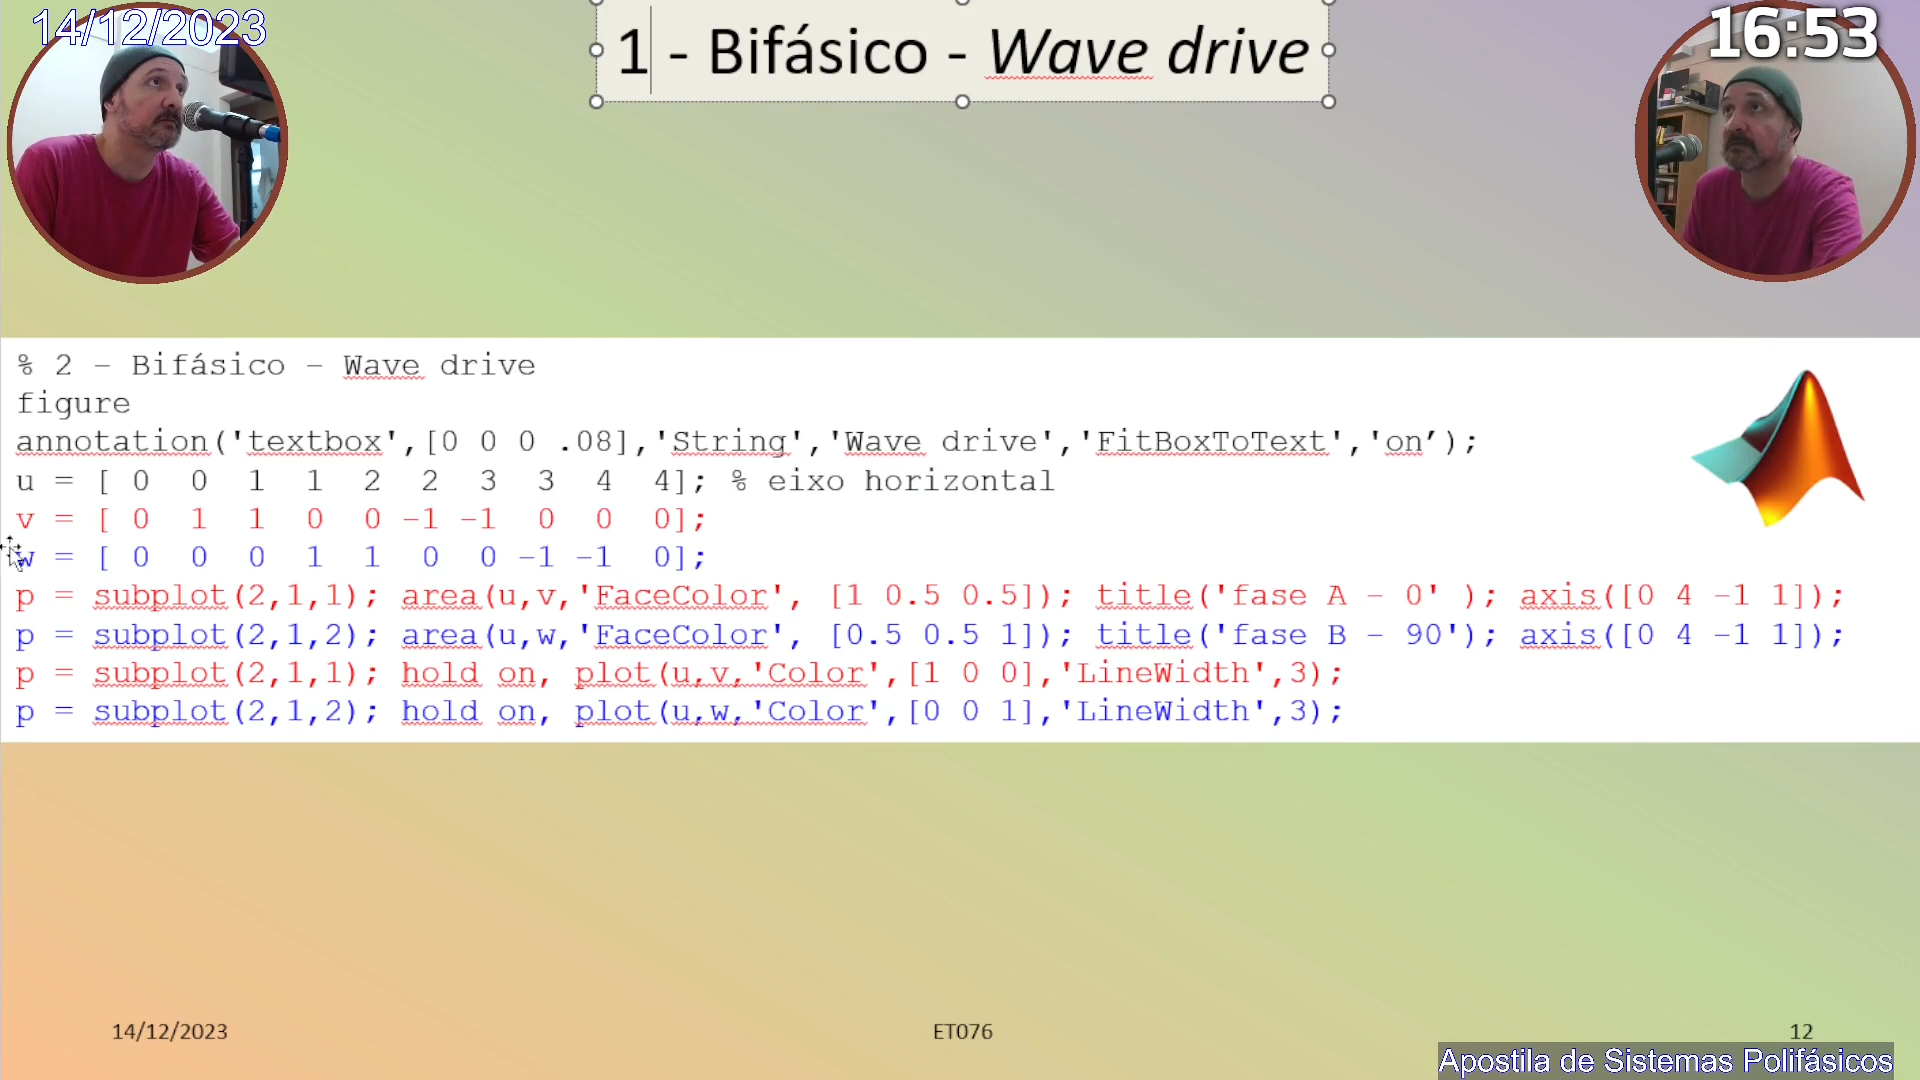 14/12/2023
1 - Bifásico - Wave drive
16:53
% 2 – Bifásico – Wave drive
figure
annotation('textbox',[0 0 0 .08],'String','Wave drive','FitBoxToText','on’);
u = [ 0 0 1 1 2 2 3 3 4 4]; % eixo horizontal
v = [ 0 1 1 0 0 –1 –1 0 0 0];
w = [ 0 0 0 1 1 0 0 –1 –1 0];
p = subplot(2,1,1); area(u,v,'FaceColor', [1 0.5 0.5]); title('fase A – 0' ); axis([0 4 –1 1]);
p = subplot(2,1,2); area(u,w,'FaceColor', [0.5 0.5 1]); title('fase B – 90'); axis([0 4 –1 1]);
p = subplot(2,1,1); hold on, plot(u,v,'Color',[1 0 0],'LineWidth',3);
p = subplot(2,1,2); hold on, plot(u,w,'Color',[0 0 1],'LineWidth',3);
14/12/2023
ET076
12
Apostila de Sistemas Polifásicos